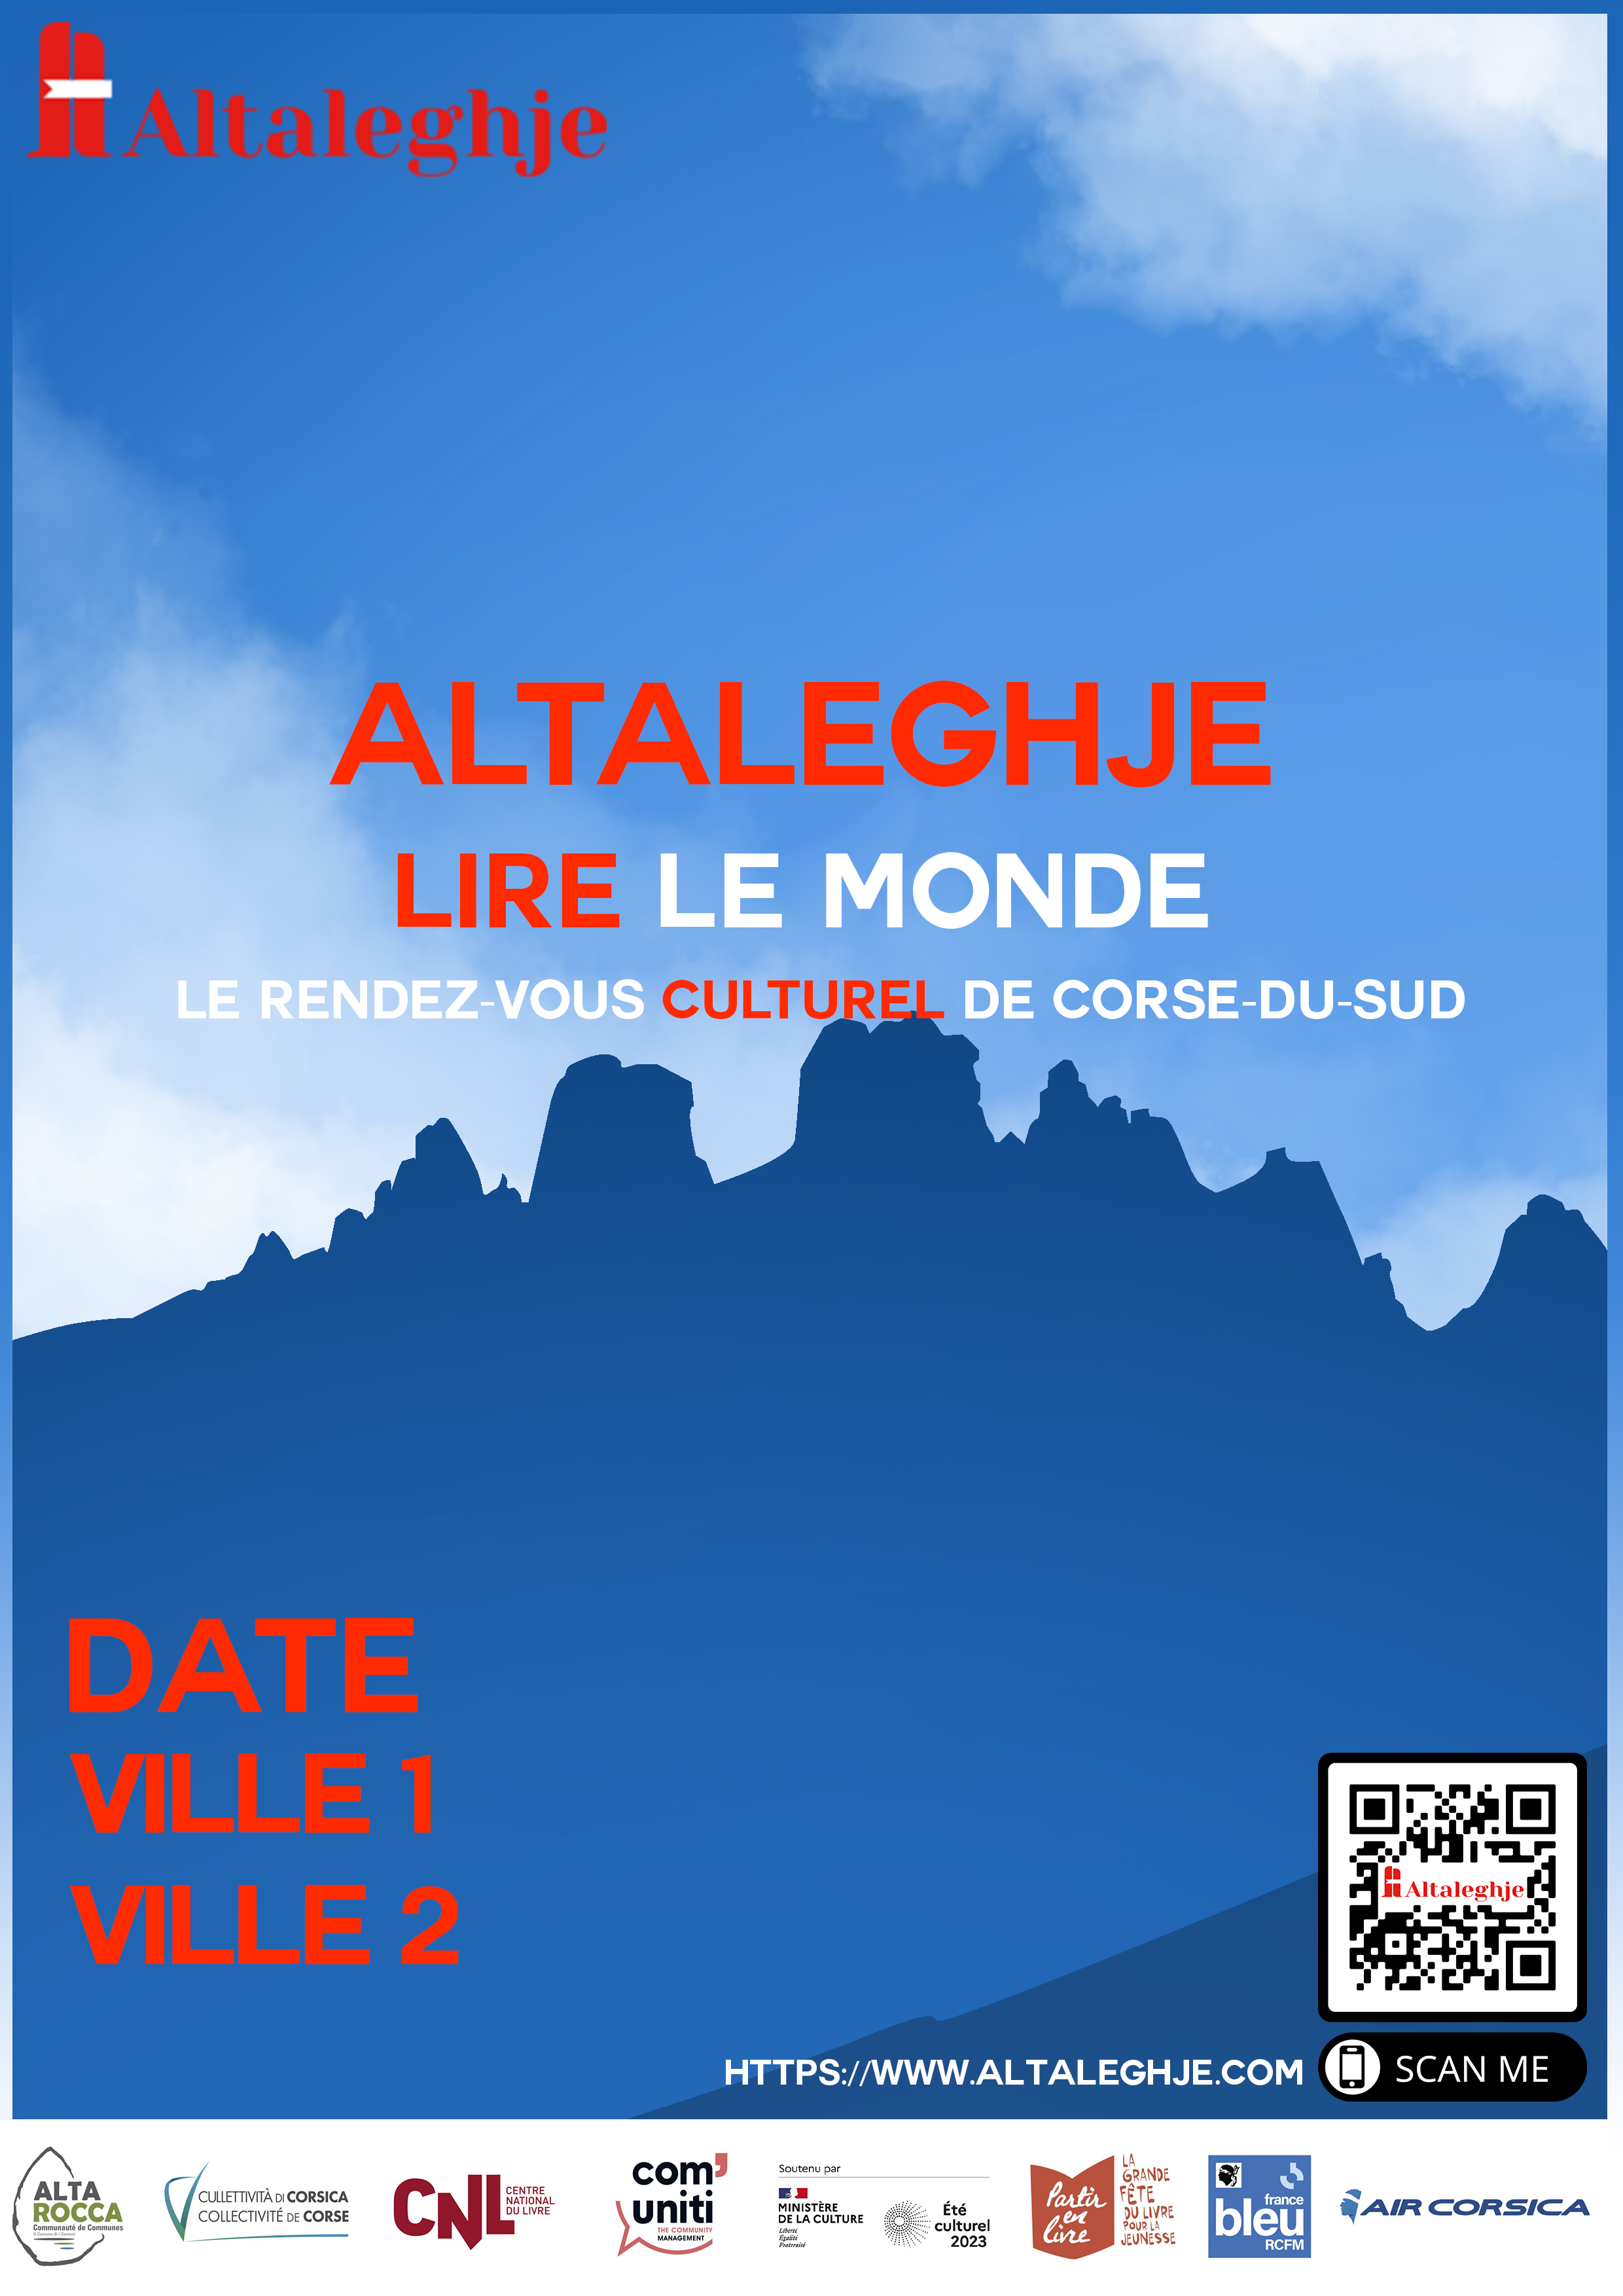 Altaleghje
ALTALEGHJE
LIRE LE MONDE
LE RENDEZ-VOUS CULTUREL DE CORSE-DU-SUD
DATE
VILLE 1
VILLE 2
Altaleghje
HTTPS://WWW.ALTALEGHJE.COM
SCAN ME
ALTA
ROCCA
Communauté de Communes
CULLETTIVITÀ DI CORSICA
COLLECTIVITÉ DE CORSE
CNL
CENTRE
NATIONAL
DU LIVRE
com'
uniti
THE COMMUNITY
MANAGEMENT
Soutenu par
MINISTÈRE
DE LA CULTURE
Liberté
Égalité
Fraternité
Été
culturel
2023
Partir
en
livre
LA
GRANDE
FÊTE
DU LIVRE
POUR LA
JEUNESSE
france
bleu
RCFM
AIR CORSICA